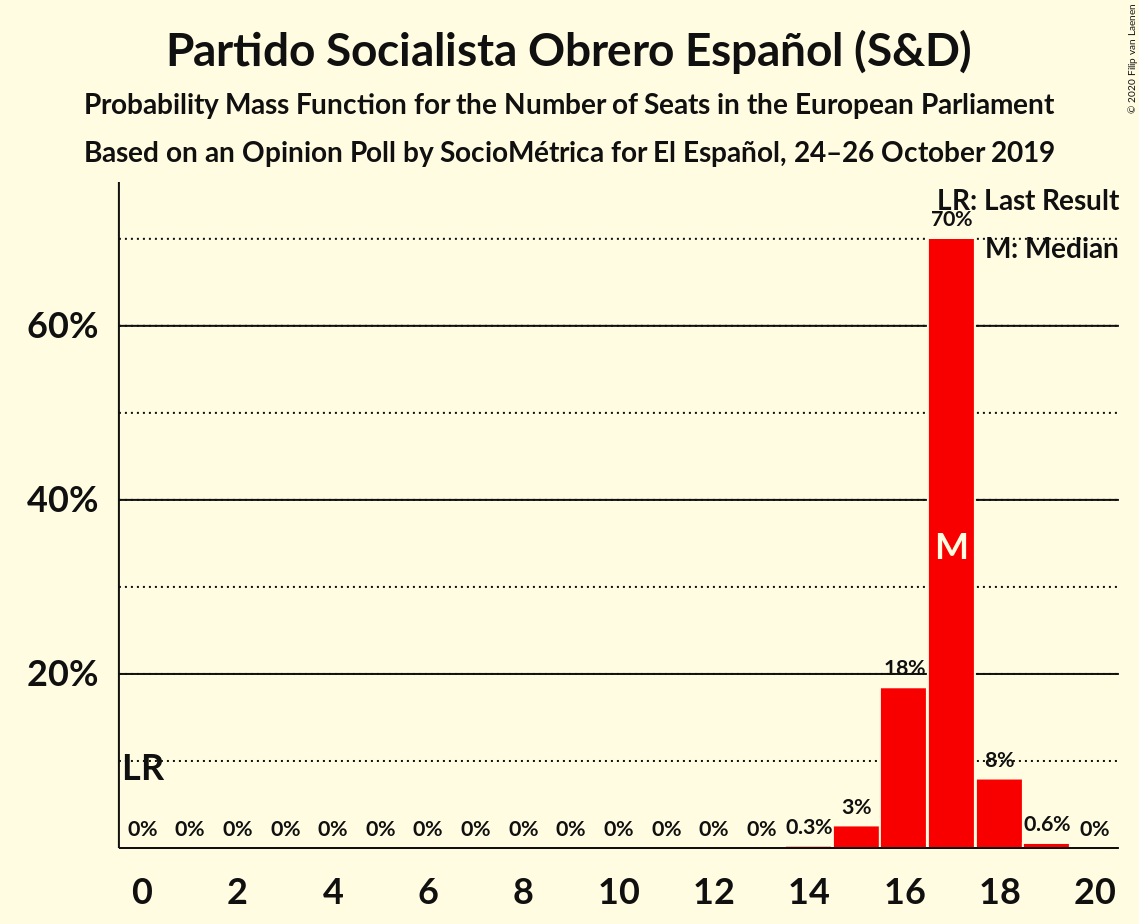 Partido Socialista Obrero Español (S&D)
Probability Mass Function for the Number of Seats in the European Parliament
Based on an Opinion Poll by SocioMétrica for El Español, 24–26 October 2019
© 2020 Filip van Laenen
LR: Last Result
M: Median
70%
60%
40%
20%
M
18%
LR
8%
3%
0% 0% 0% 0% 0% 0% 0% 0% 0% 0% 0% 0% 0% 0% 0.3% 0.6% 0%
0 2 4 6 8 10 12 14 16 18 20